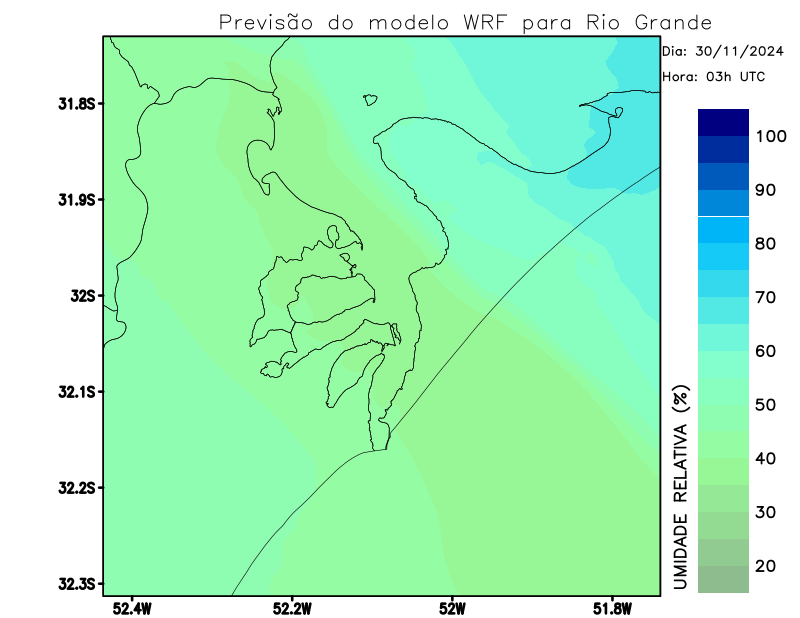 Previsão do modelo WRF para Rio Grande
Dia: 30/11/2024
Hora: 03h UTC
31.8S
31.9S
32S
32.1S
32.2S
32.3S
52.4W
52.2W
52W
51.8W
100
90
80
70
60
50
40
30
20
UMIDADE RELATIVA (%)